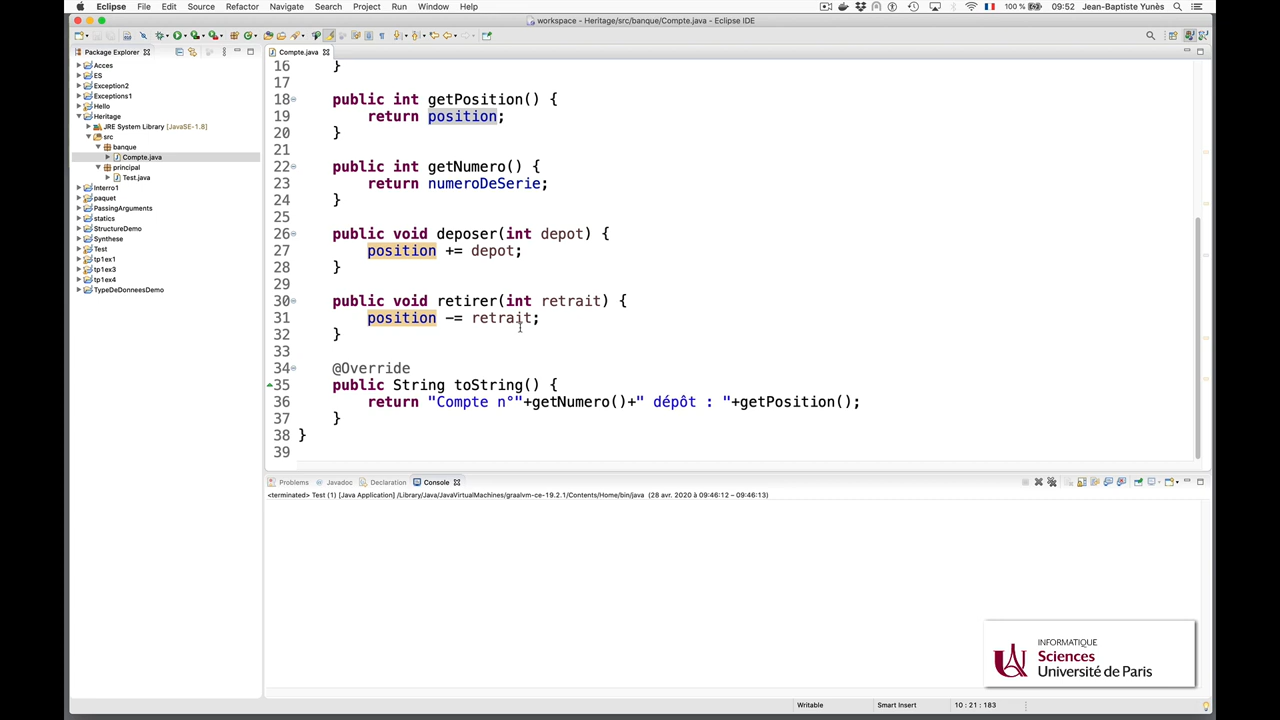 Eclipse File Edit Source Refactor Navigate Search Project Run Window Help 100 % 09:52 Jean-Baptiste Yunès
workspace - Heritage/src/banque/Compte.java - Eclipse IDE
Package Explorer
Acces
ES
Exception2
Exceptions1
Hello
Heritage
JRE System Library [JavaSE-1.8]
src
banque
Compte.java
principal
Test.java
Interro1
paquet
PassingArguments
statics
StructureDemo
Synthese
Test
tp1ex1
tp1ex3
tp1ex4
TypeDeDonneesDemo
Compte.java
16 }
17
18 public int getPosition() {
19 return position;
20 }
21
22 public int getNumero() {
23 return numeroDeSerie;
24 }
25
26 public void deposer(int depot) {
27 position += depot;
28 }
29
30 public void retirer(int retrait) {
31 position -= retrait;
32 }
33
34 @Override
35 public String toString() {
36 return "Compte n°"+getNumero()+" dépôt : "+getPosition();
37 }
38 }
39
Problems Javadoc Declaration Console
<terminated> Test (1) [Java Application] /Library/Java/JavaVirtualMachines/graalvm-ce-19.2.1/Contents/Home/bin/java (28 avr. 2020 à 09:46:12 – 09:46:13)
INFORMATIQUE
Sciences
Université de Paris
Writable Smart Insert 10 : 21 : 183